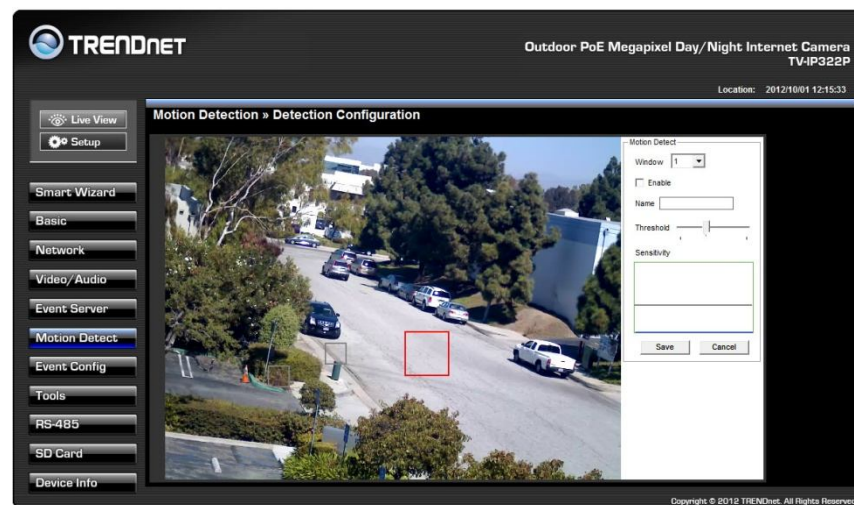 TRENDNET
Outdoor PoE Megapixel Day/Night Internet Camera
TV-IP322P
Location: 2012/10/01 12:15:33
Live View
Setup
Motion Detection » Detection Configuration
Smart Wizard
Basic
Network
Video/Audio
Event Server
Motion Detect
Event Config
Tools
RS-485
SD Card
Device Info
Motion Detect
Window 1
Enable
Name
Threshold
Sensitivity
Save Cancel
Copyright © 2012 TRENDnet. All Rights Reserved